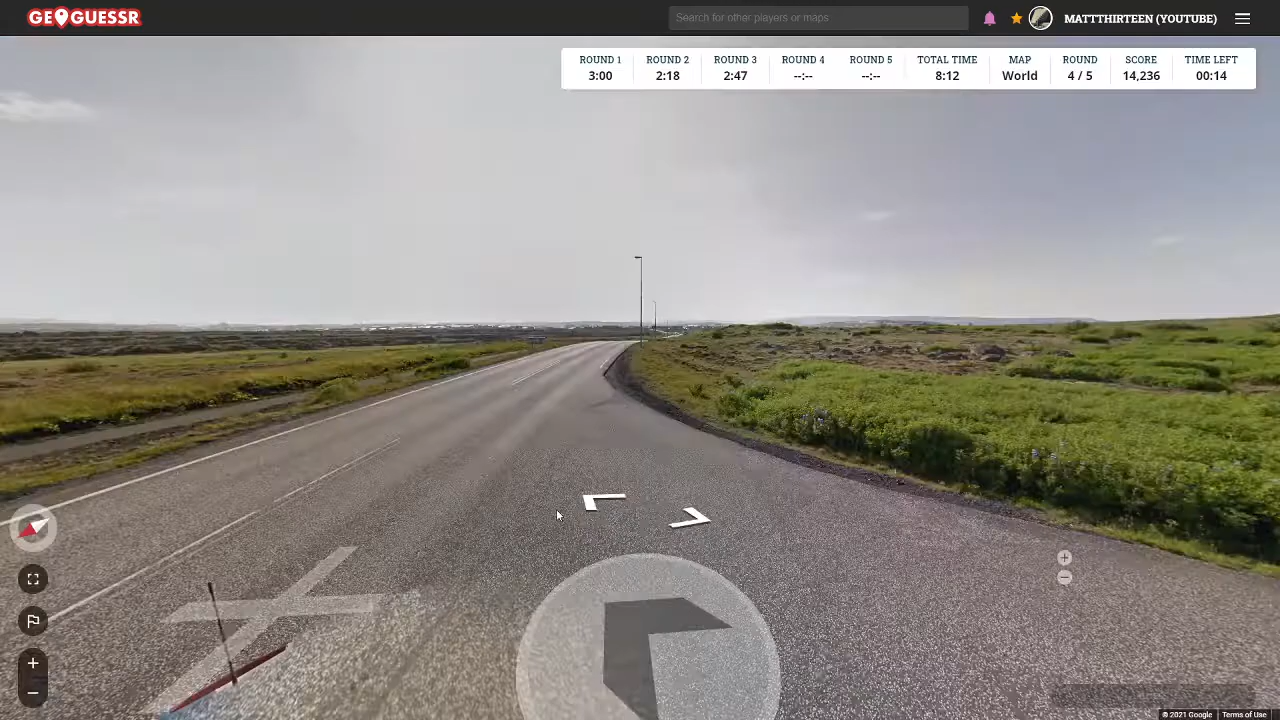 GEOGUESSR
Search for other players or maps
MATTTHIRTEEN (YOUTUBE)
ROUND 1 ROUND 2 ROUND 3 ROUND 4 ROUND 5 TOTAL TIME MAP ROUND SCORE TIME LEFT
3:00 2:18 2:47 --:-- --:-- 8:12 World 4 / 5 14,236 00:14
© 2021 Google Terms of Use